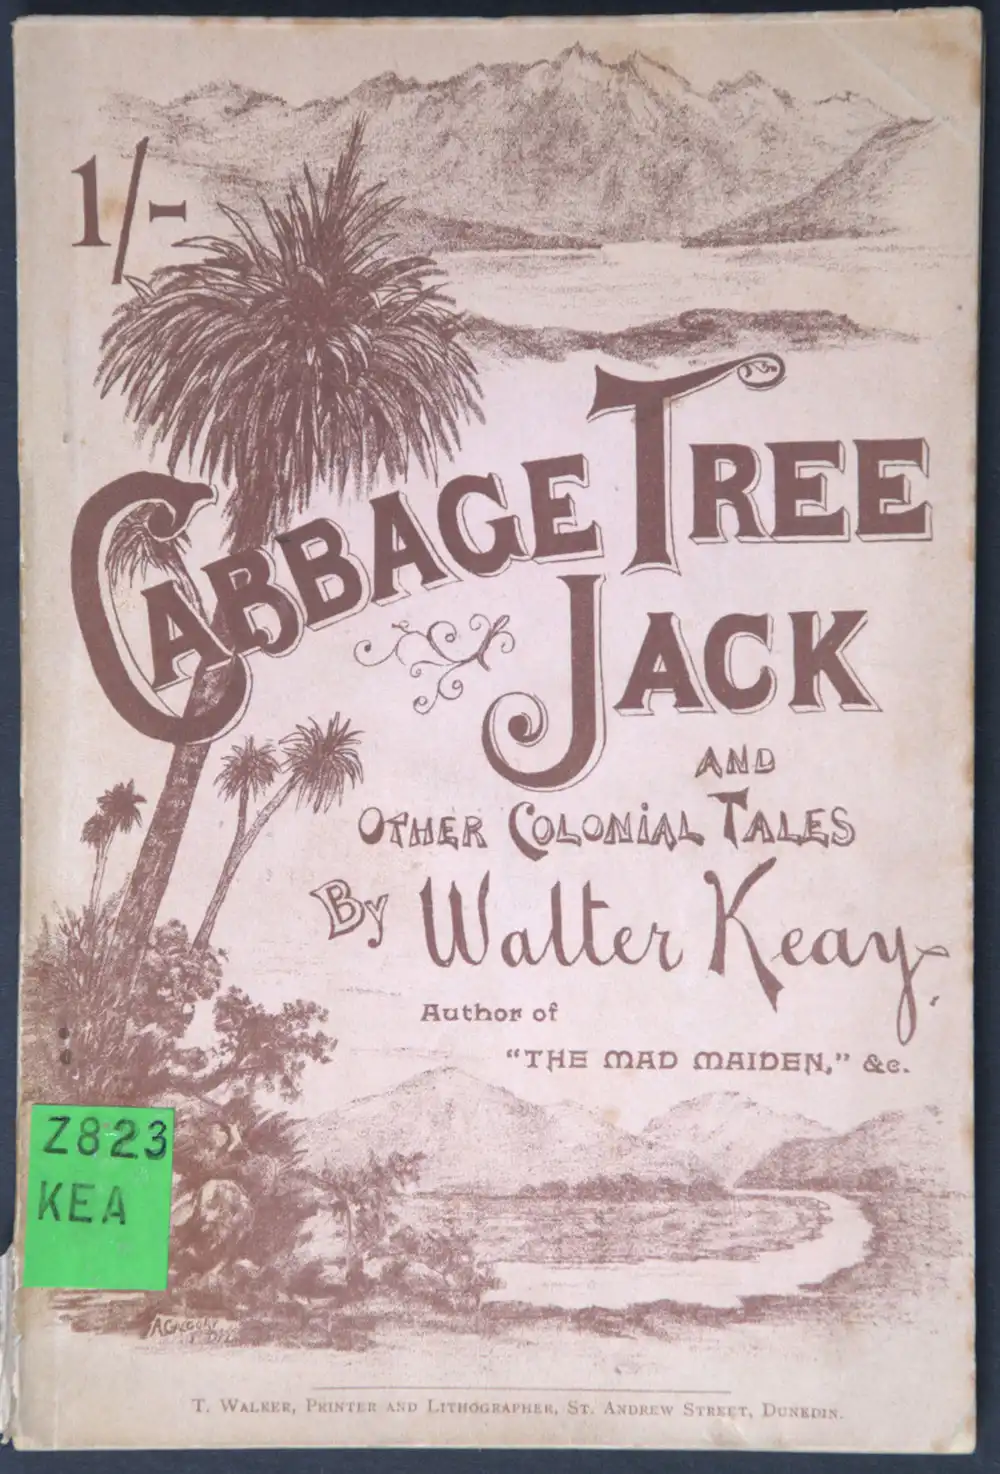 1/-
CABBAGE TREE
JACK
AND
OTHER COLONIAL TALES
By Walter Keay,
Author of
"THE MAD MAIDEN," &c.
Z823
KEA
T. WALKER, PRINTER AND LITHOGRAPHER, ST. ANDREW STREET, DUNEDIN.